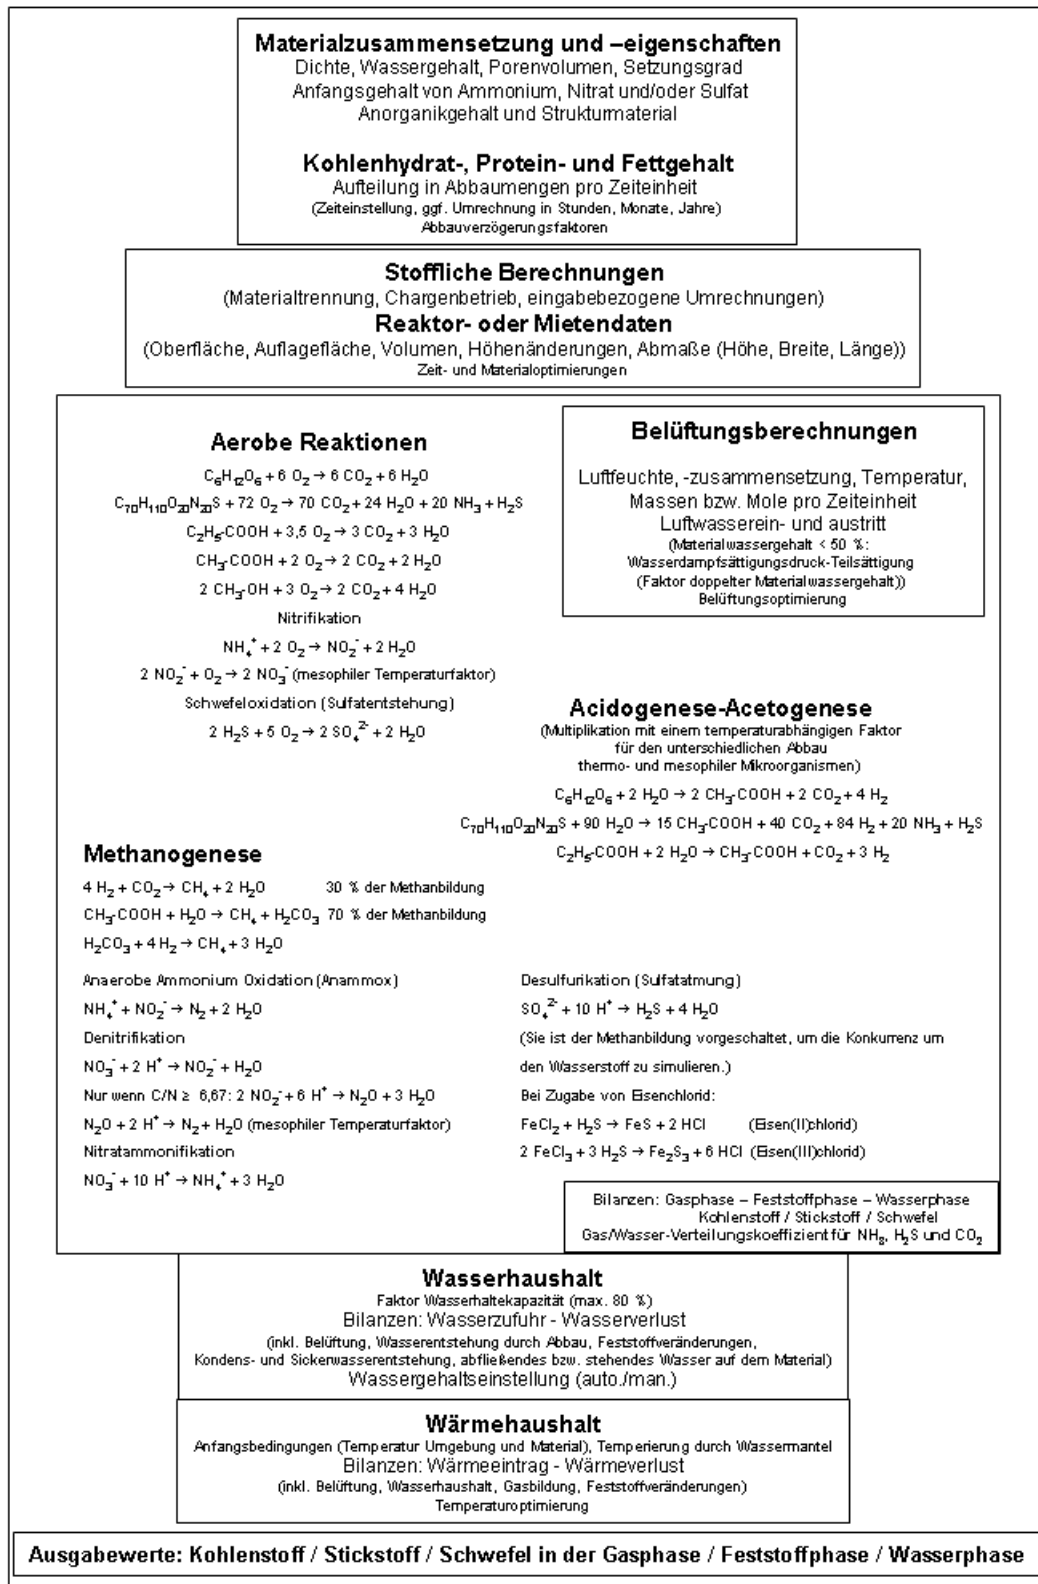 Materialzusammensetzung und –eigenschaften
Dichte, Wassergehalt, Porenvolumen, Setzungsgrad
Anfangsgehalt von Ammonium, Nitrat und/oder Sulfat
Anorganikgehalt und Strukturmaterial
Kohlenhydrat-, Protein- und Fettgehalt
Aufteilung in Abbaumengen pro Zeiteinheit
(Zeiteinstellung, ggf. Umrechnung in Stunden, Monate, Jahre)
Abbauverzögerungsfaktoren
Stoffliche Berechnungen
(Materialtrennung, Chargenbetrieb, eingabebezogene Umrechnungen)
Reaktor- oder Mietendaten
(Oberfläche, Auflagefläche, Volumen, Höhenänderungen, Abmaße (Höhe, Breite, Länge))
Zeit- und Materialoptimierungen
Aerobe Reaktionen
C₆H₁₂O₆ + 6 O₂ → 6 CO₂ + 6 H₂O
C₇₀H₁₁₀O₂₀N₂₀S + 72 O₂ → 70 CO₂ + 24 H₂O + 20 NH₃ + H₂S
C₂H₅-COOH + 3,5 O₂ → 3 CO₂ + 3 H₂O
CH₃-COOH + 2 O₂ → 2 CO₂ + 2 H₂O
2 CH₃-OH + 3 O₂ → 2 CO₂ + 4 H₂O
Nitrifikation
NH₄⁺ + 2 O₂ → NO₂⁻ + 2 H₂O
2 NO₂⁻ + O₂ → 2 NO₃⁻ (mesophiler Temperaturfaktor)
Schwefeloxidation (Sulfatentstehung)
2 H₂S + 5 O₂ → 2 SO₄²⁻ + 2 H₂O
Belüftungsberechnungen
Luftfeuchte, -zusammensetzung, Temperatur,
Massen bzw. Mole pro Zeiteinheit
Luftwasserein- und austritt
(Materialwassergehalt < 50 %:
Wasserdampfsättigungsdruck-Teilsättigung
(Faktor doppelter Materialwassergehalt))
Belüftungsoptimierung
Acidogenese-Acetogenese
(Multiplikation mit einem temperaturabhängigen Faktor
für den unterschiedlichen Abbau
thermo- und mesophiler Mikroorganismen)
C₆H₁₂O₆ + 2 H₂O → 2 CH₃-COOH + 2 CO₂ + 4 H₂
C₇₀H₁₁₀O₂₀N₂₀S + 90 H₂O → 15 CH₃-COOH + 40 CO₂ + 84 H₂ + 20 NH₃ + H₂S
C₂H₅-COOH + 2 H₂O → CH₃-COOH + CO₂ + 3 H₂
Methanogenese
4 H₂ + CO₂ → CH₄ + 2 H₂O 30 % der Methanbildung
CH₃-COOH + H₂O → CH₄ + H₂CO₃ 70 % der Methanbildung
H₂CO₃ + 4 H₂ → CH₄ + 3 H₂O
Anaerobe Ammonium Oxidation (Anammox)
NH₄⁺ + NO₂⁻ → N₂ + 2 H₂O
Denitrifikation
NO₃⁻ + 2 H⁺ → NO₂⁻ + H₂O
Nur wenn C/N ≥ 6,67: 2 NO₂⁻ + 6 H⁺ → N₂O + 3 H₂O
N₂O + 2 H⁺ → N₂ + H₂O (mesophiler Temperaturfaktor)
Nitratammonifikation
NO₃⁻ + 10 H⁺ → NH₄⁺ + 3 H₂O
Desulfurikation (Sulfatatmung)
SO₄²⁻ + 10 H⁺ → H₂S + 4 H₂O
(Sie ist der Methanbildung vorgeschaltet, um die Konkurrenz um
den Wasserstoff zu simulieren.)
Bei Zugabe von Eisenchlorid:
FeCl₂ + H₂S → FeS + 2 HCl (Eisen(II)chlorid)
2 FeCl₃ + 3 H₂S → Fe₂S₃ + 6 HCl (Eisen(III)chlorid)
Bilanzen: Gasphase – Feststoffphase – Wasserphase
Kohlenstoff / Stickstoff / Schwefel
Gas/Wasser-Verteilungskoeffizient für NH₃, H₂S und CO₂
Wasserhaushalt
Faktor Wasserhaltekapazität (max. 80 %)
Bilanzen: Wasserzufuhr - Wasserverlust
(inkl. Belüftung, Wasserentstehung durch Abbau, Feststoffveränderungen,
Kondens- und Sickerwasserentstehung, abfließendes bzw. stehendes Wasser auf dem Material)
Wassergehaltseinstellung (auto./man.)
Wärmehaushalt
Anfangsbedingungen (Temperatur Umgebung und Material), Temperierung durch Wassermantel
Bilanzen: Wärmeeintrag - Wärmeverlust
(inkl. Belüftung, Wasserhaushalt, Gasbildung, Feststoffveränderungen)
Temperaturoptimierung
Ausgabewerte: Kohlenstoff / Stickstoff / Schwefel in der Gasphase / Feststoffphase / Wasserphase